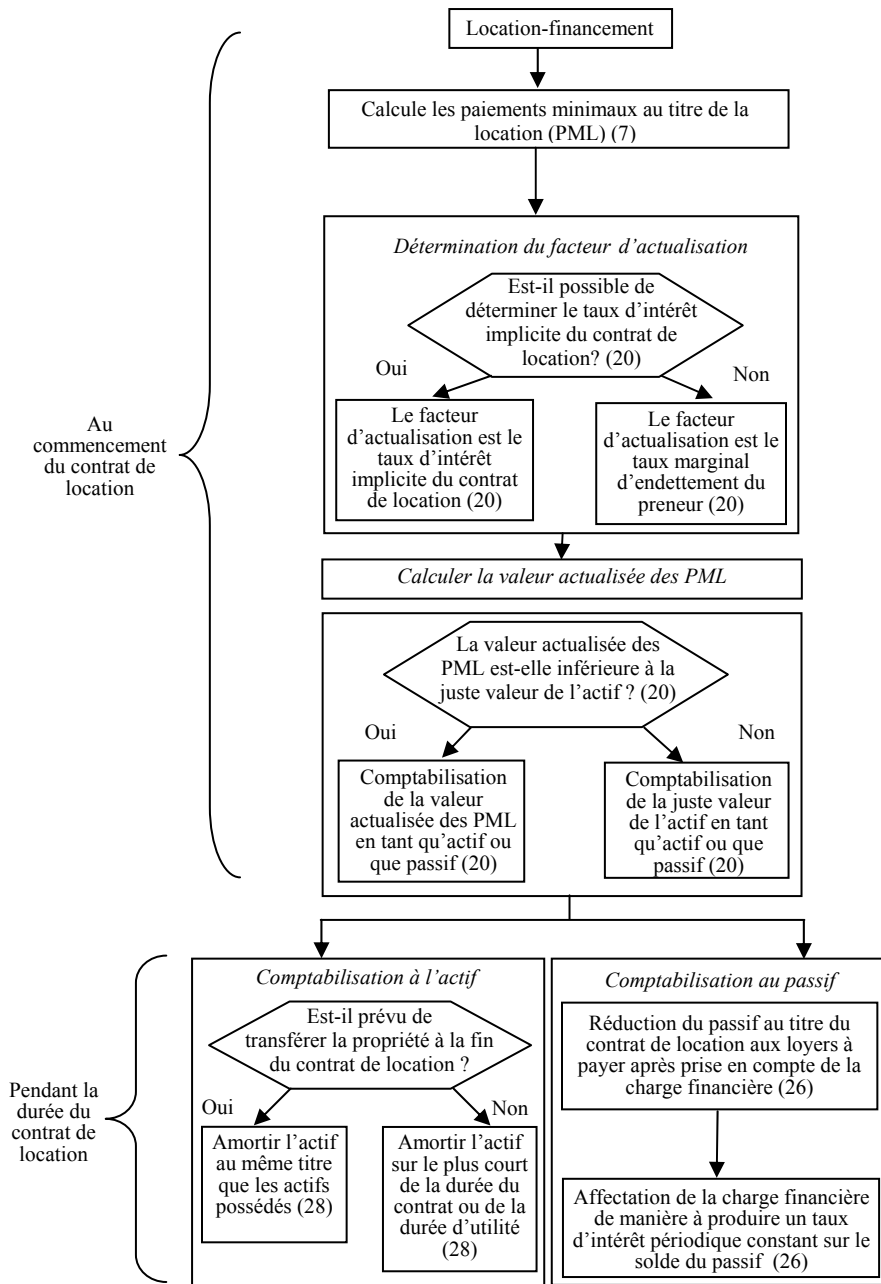 Location-financement
Calcule les paiements minimaux au titre de la
location (PML) (7)
Détermination du facteur d’actualisation
Est-il possible de
déterminer le taux d’intérêt
implicite du contrat de
location? (20)
Oui
Non
Le facteur
d’actualisation est le
taux d’intérêt
implicite du contrat
de location (20)
Le facteur
d’actualisation est le
taux marginal
d’endettement du
preneur (20)
Au
commencement
du contrat de
location
Calculer la valeur actualisée des PML
La valeur actualisée des
PML est-elle inférieure à la
juste valeur de l’actif ? (20)
Oui
Non
Comptabilisation
de la valeur
actualisée des PML
en tant qu’actif ou
que passif (20)
Comptabilisation
de la juste valeur
de l’actif en tant
qu’actif ou que
passif (20)
Comptabilisation à l’actif
Est-il prévu de
transférer la propriété à la fin
du contrat de location ?
Oui
Non
Amortir l’actif
au même titre
que les actifs
possédés (28)
Amortir l’actif
sur le plus court
de la durée du
contrat ou de la
durée d’utilité
(28)
Comptabilisation au passif
Réduction du passif au titre du
contrat de location aux loyers à
payer après prise en compte de la
charge financière (26)
Affectation de la charge financière
de manière à produire un taux
d’intérêt périodique constant sur le
solde du passif (26)
Pendant la
durée du
contrat de
location